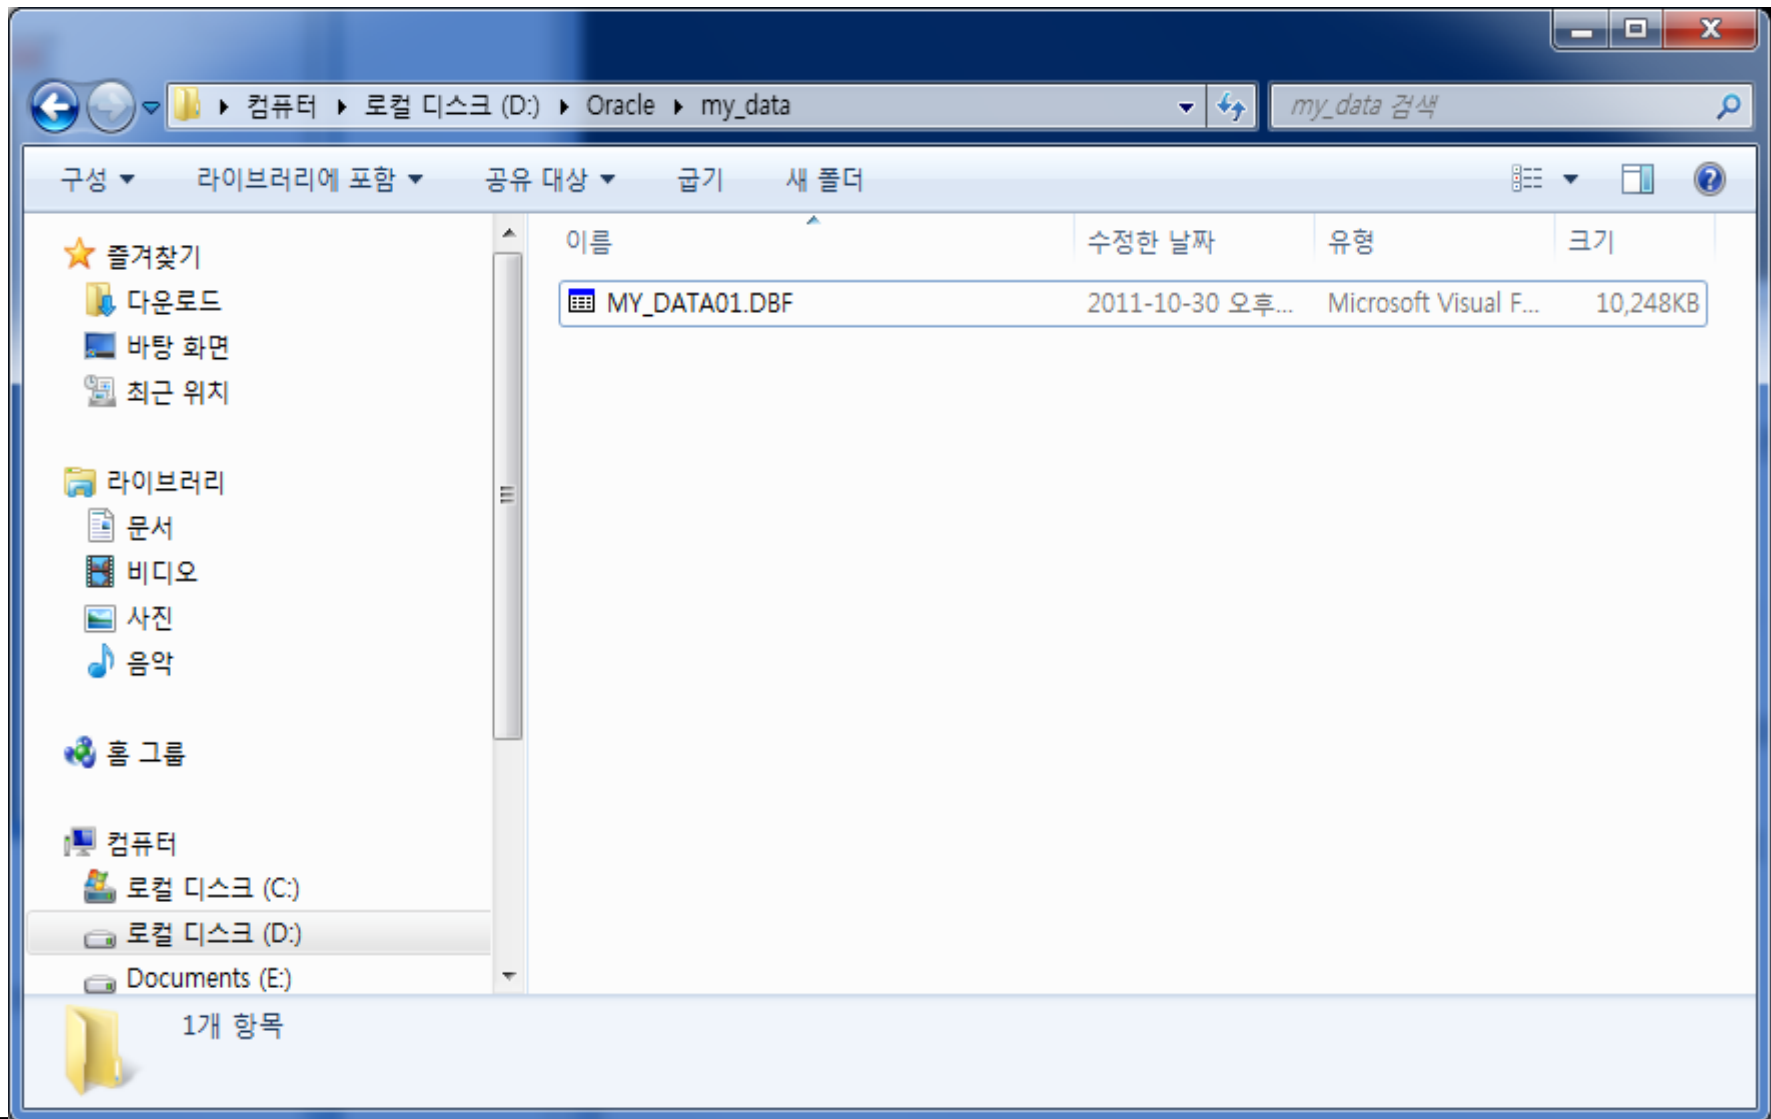 컴퓨터 로컬 디스크 (D:) Oracle my_data my_data 검색
구성 라이브러리에 포함 공유 대상 굽기 새 폴더
이름 수정한 날짜 유형 크기
MY_DATA01.DBF 2011-10-30 오후... Microsoft Visual F... 10,248KB
즐겨찾기
다운로드
바탕 화면
최근 위치
라이브러리
문서
비디오
사진
음악
홈 그룹
컴퓨터
로컬 디스크 (C:)
로컬 디스크 (D:)
Documents (E:)
1개 항목